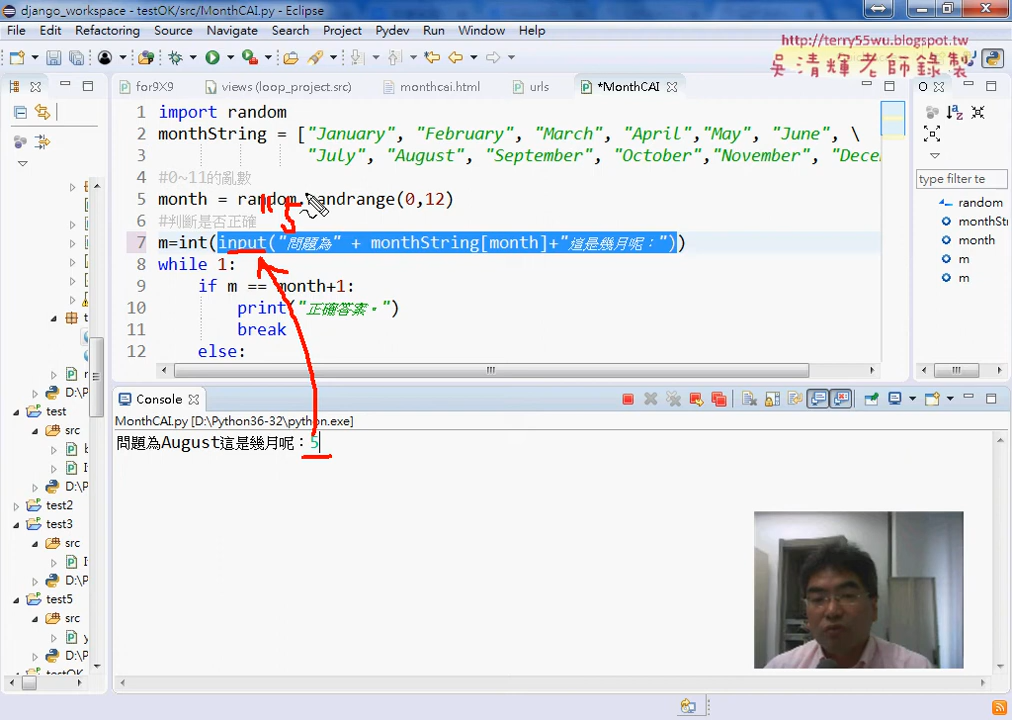 django_workspace - testOK/src/MonthCAI.py - Eclipse
File Edit Refactoring Source Navigate Search Project Pydev Run Window Help
http://terry55wu.blogspot.tw
吳清輝老師錄製
for9X9 views (loop_project.src) monthcai.html urls *MonthCAI
1 import random
2 monthString = ["January", "February", "March", "April","May", "June", \
3 "July", "August", "September", "October","November", "Dece
4 #0~11的亂數
5 month = random.randrange(0,12)
6 #判斷是否正確
7 m=int(input("問題為" + monthString[month]+"這是幾月呢："))
8 while 1:
9 if m == month+1:
10 print("正確答案。")
11 break
12 else:
"5
type filter te
random
monthStr
month
m
m
t
r
D:\P
test
src
b
I
D:\P
test2
test3
src
I
D:\P
test5
src
y
D:\P
testOK
Console
MonthCAI.py [D:\Python36-32\python.exe]
問題為August這是幾月呢：5